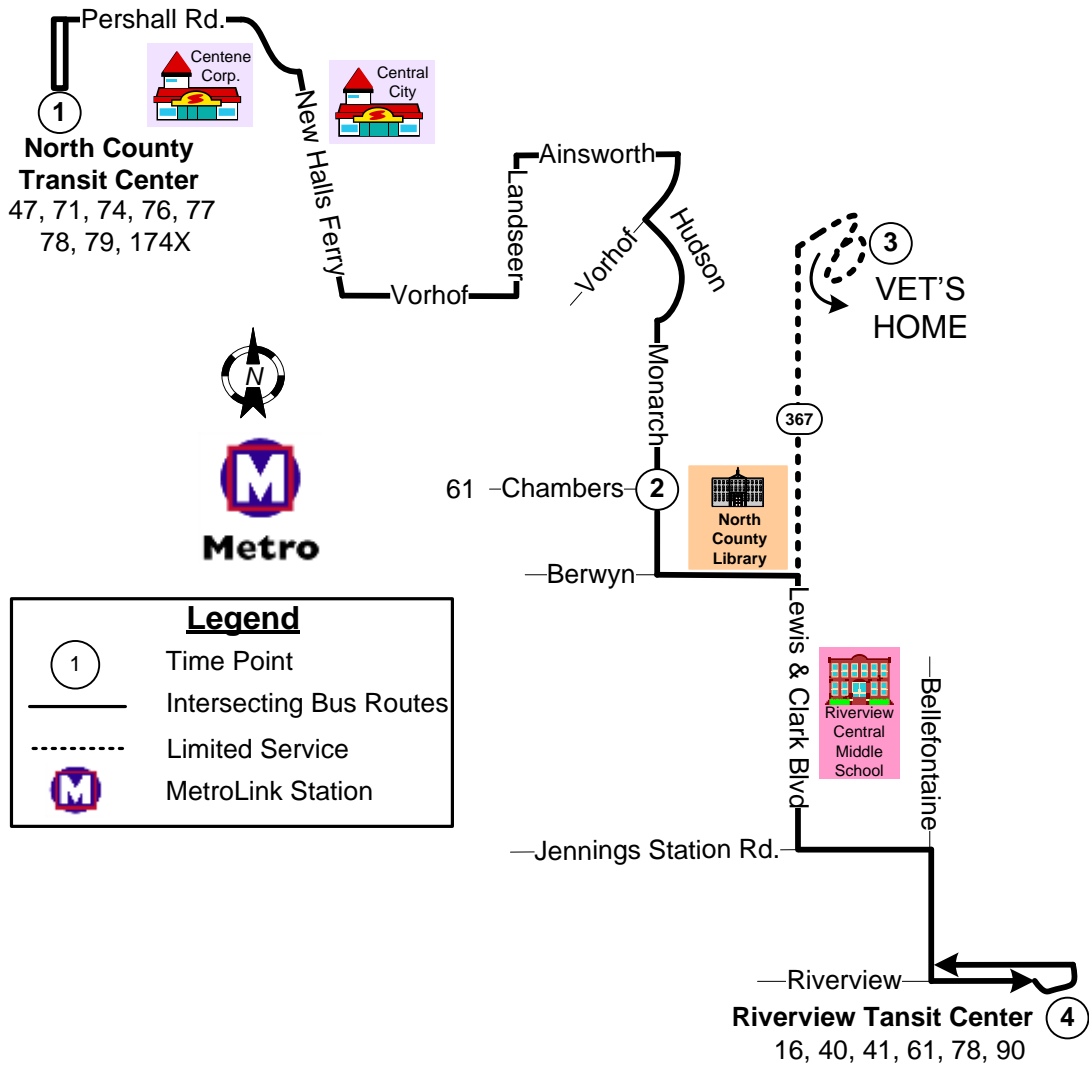 Pershall Rd.
Centene
Corp.
Central
City
1
North County
Transit Center
47, 71, 74, 76, 77
78, 79, 174X
New Halls Ferry
Vorhof
Landseer
Ainsworth
Vorhof
Hudson
3
VET'S
HOME
Monarch
367
N
M
Metro
61
Chambers
2
North
County
Library
Berwyn
Lewis & Clark Blvd
Riverview
Central
Middle
School
Bellefontaine
Legend
1
Time Point
Intersecting Bus Routes
Limited Service
M
MetroLink Station
Jennings Station Rd.
Riverview
Riverview Tansit Center
4
16, 40, 41, 61, 78, 90